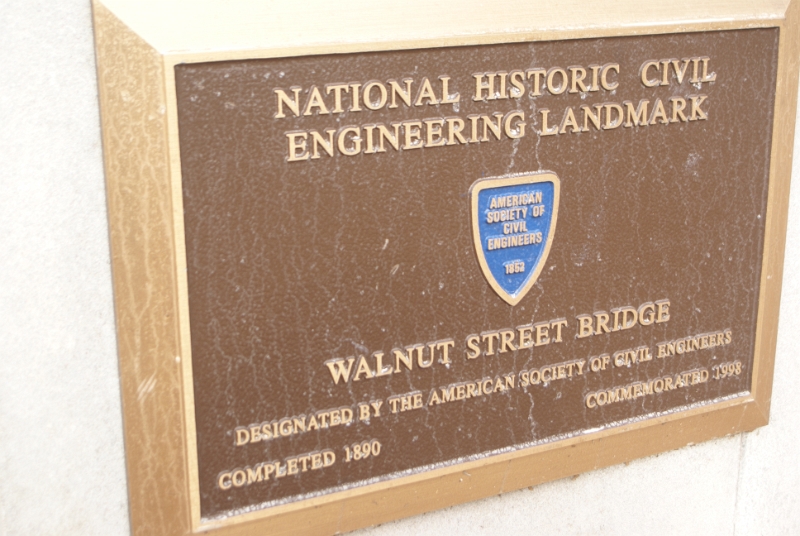 NATIONAL HISTORIC CIVIL
ENGINEERING LANDMARK
AMERICAN
SOCIETY OF
CIVIL
ENGINEERS
1852
WALNUT STREET BRIDGE
DESIGNATED BY THE AMERICAN SOCIETY OF CIVIL ENGINEERS
COMPLETED 1890 COMMEMORATED 1998